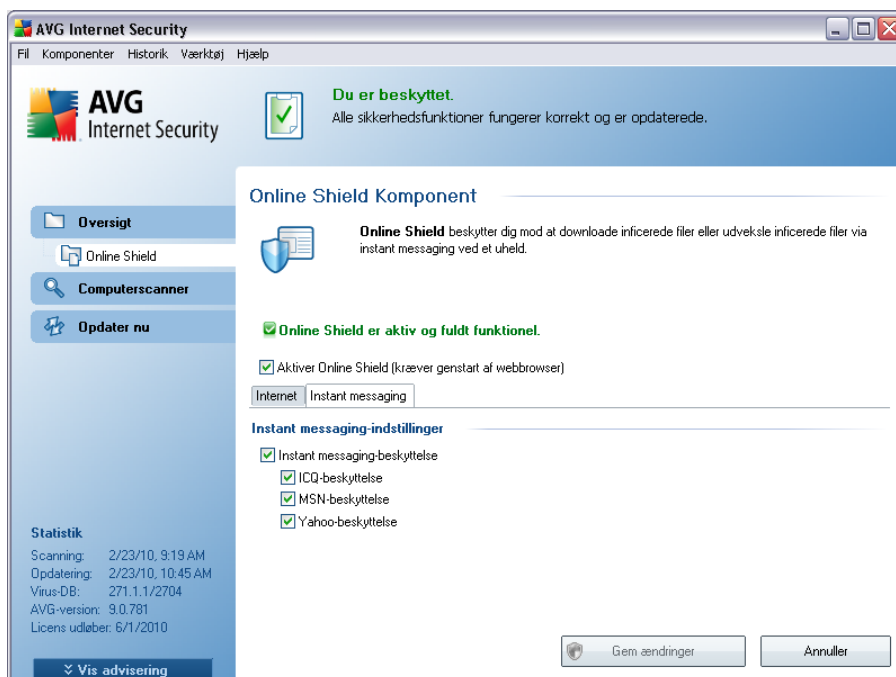 AVG Internet Security
Fil Komponenter Historik Værktøj Hjælp
AVG
Internet Security
Du er beskyttet.
Alle sikkerhedsfunktioner fungerer korrekt og er opdaterede.
Oversigt
Online Shield
Computerscanner
Opdater nu
Online Shield Komponent
Online Shield beskytter dig mod at downloade inficerede filer eller udveksle inficerede filer via
instant messaging ved et uheld.
Online Shield er aktiv og fuldt funktionel.
Aktiver Online Shield (kræver genstart af webbrowser)
Internet Instant messaging
Instant messaging-indstillinger
Instant messaging-beskyttelse
ICQ-beskyttelse
MSN-beskyttelse
Yahoo-beskyttelse
Statistik
Scanning: 2/23/10, 9:19 AM
Opdatering: 2/23/10, 10:45 AM
Virus-DB: 271.1.1/2704
AVG-version: 9.0.781
Licens udløber: 6/1/2010
Vis advisering
Gem ændringer
Annuller